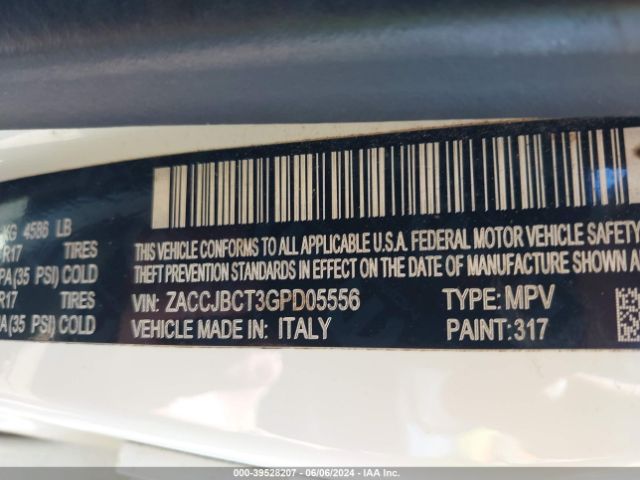 KG 4586 LB
R17 TIRES
PA(35 PSI) COLD
R17 TIRES
PA(35 PSI) COLD
THIS VEHICLE CONFORMS TO ALL APPLICABLE U.S.A. FEDERAL MOTOR VEHICLE SAFETY
THEFT PREVENTION STANDARDS IN EFFECT ON THE DATE OF MANUFACTURE SHOWN A
VIN: ZACCJBCT3GPD05556 TYPE: MPV
VEHICLE MADE IN: ITALY PAINT: 317
000-39528207 - 06/06/2024 - IAA Inc.